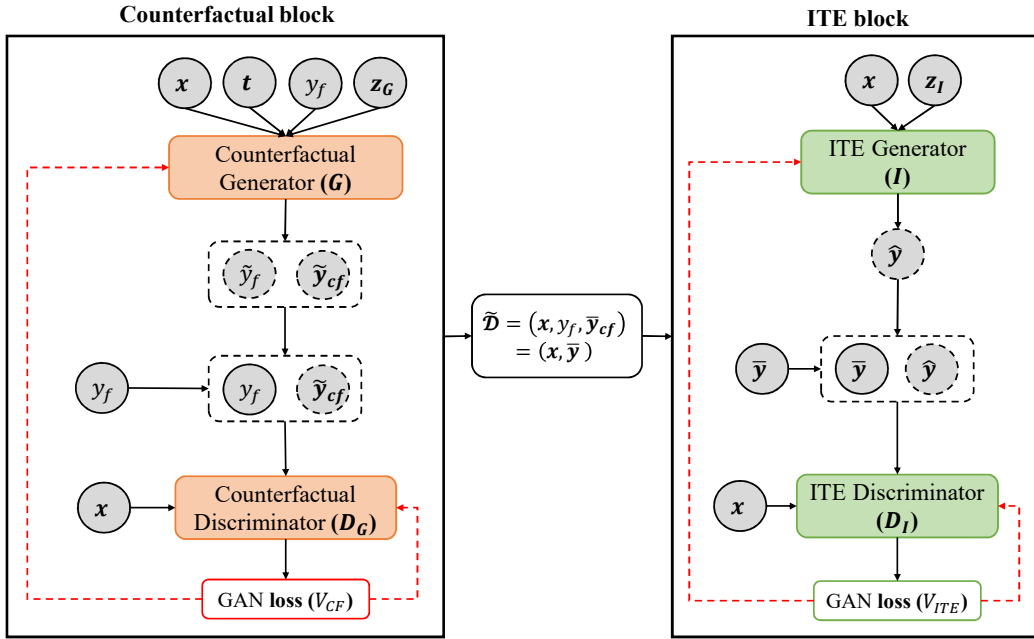 Counterfactual block
x t y_f z_G
Counterfactual
Generator (G)
ỹ_f ỹ_cf
y_f y_f ỹ_cf
x
Counterfactual
Discriminator (D_G)
GAN loss (V_CF)
D̃ = (x, y_f, ȳ_cf)
= (x, ȳ )
ITE block
x z_I
ITE Generator
(I)
ŷ
ȳ ȳ ŷ
x
ITE Discriminator
(D_I)
GAN loss (V_ITE)